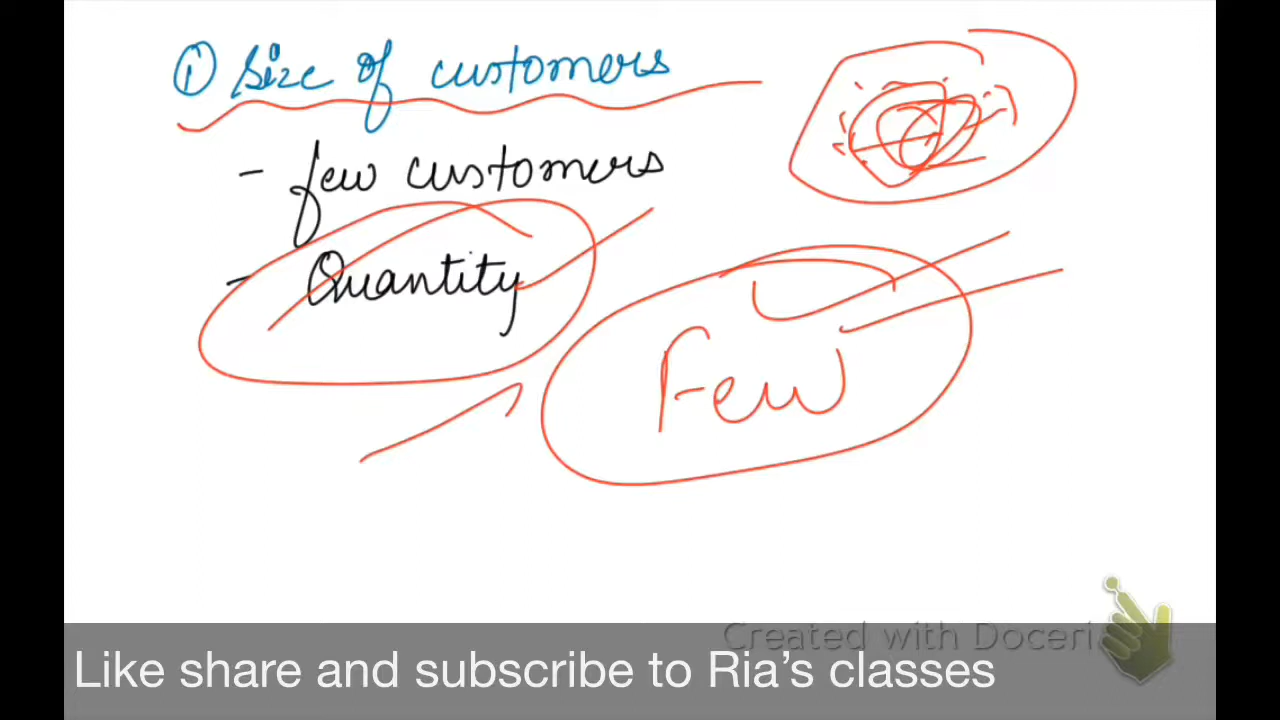 ① Size of customers
- few customers
- Quantity
Few
Created with Doceri
Like share and subscribe to Ria’s classes